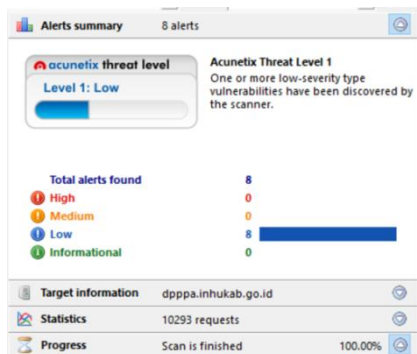 Alerts summary 8 alerts
acunetix threat level
Level 1: Low
Acunetix Threat Level 1
One or more low-severity type
vulnerabilities have been discovered by
the scanner.
Total alerts found 8
High 0
Medium 0
Low 8
Informational 0
Target information dpppa.inhukab.go.id
Statistics 10293 requests
Progress Scan is finished 100.00%